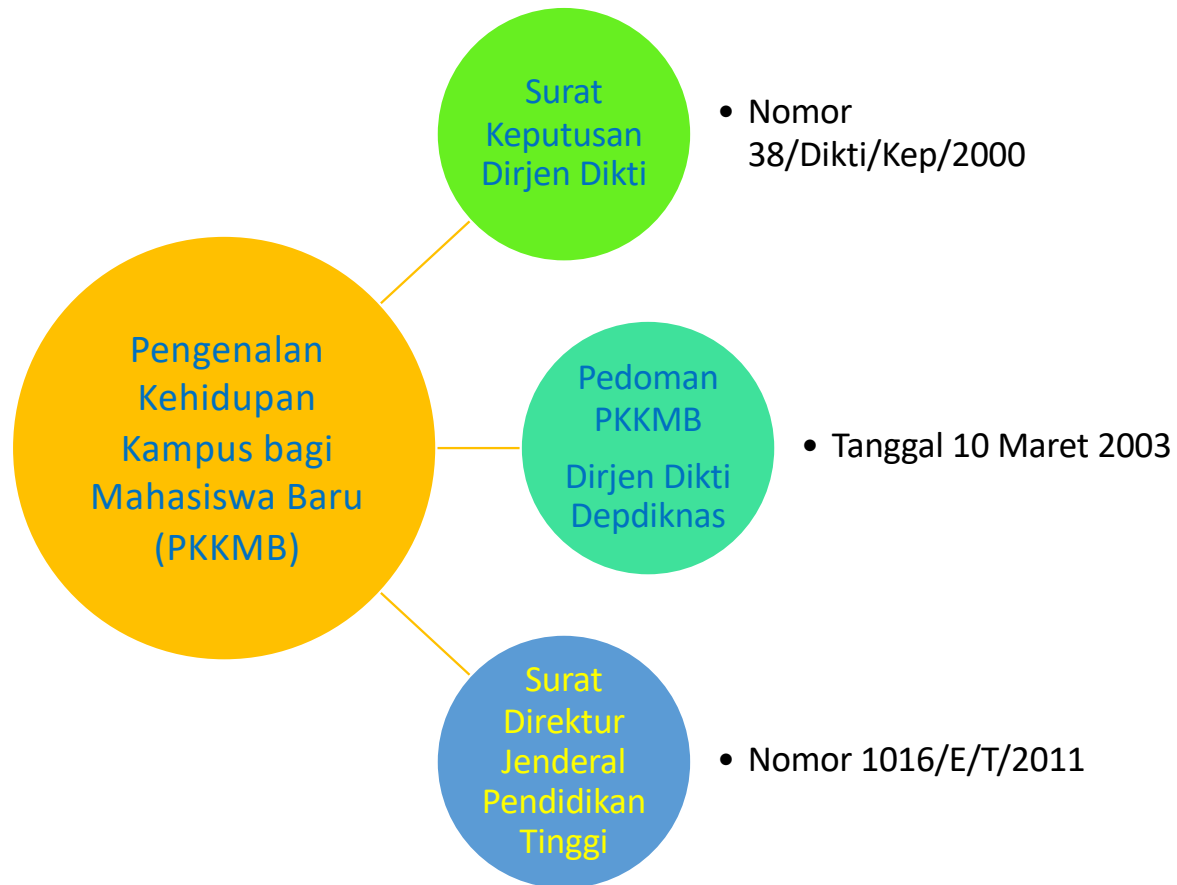 Surat
Keputusan
Dirjen Dikti
• Nomor
38/Dikti/Kep/2000
Pengenalan
Kehidupan
Kampus bagi
Mahasiswa Baru
(PKKMB)
Pedoman
PKKMB
Dirjen Dikti
Depdiknas
• Tanggal 10 Maret 2003
Surat
Direktur
Jenderal
Pendidikan
Tinggi
• Nomor 1016/E/T/2011